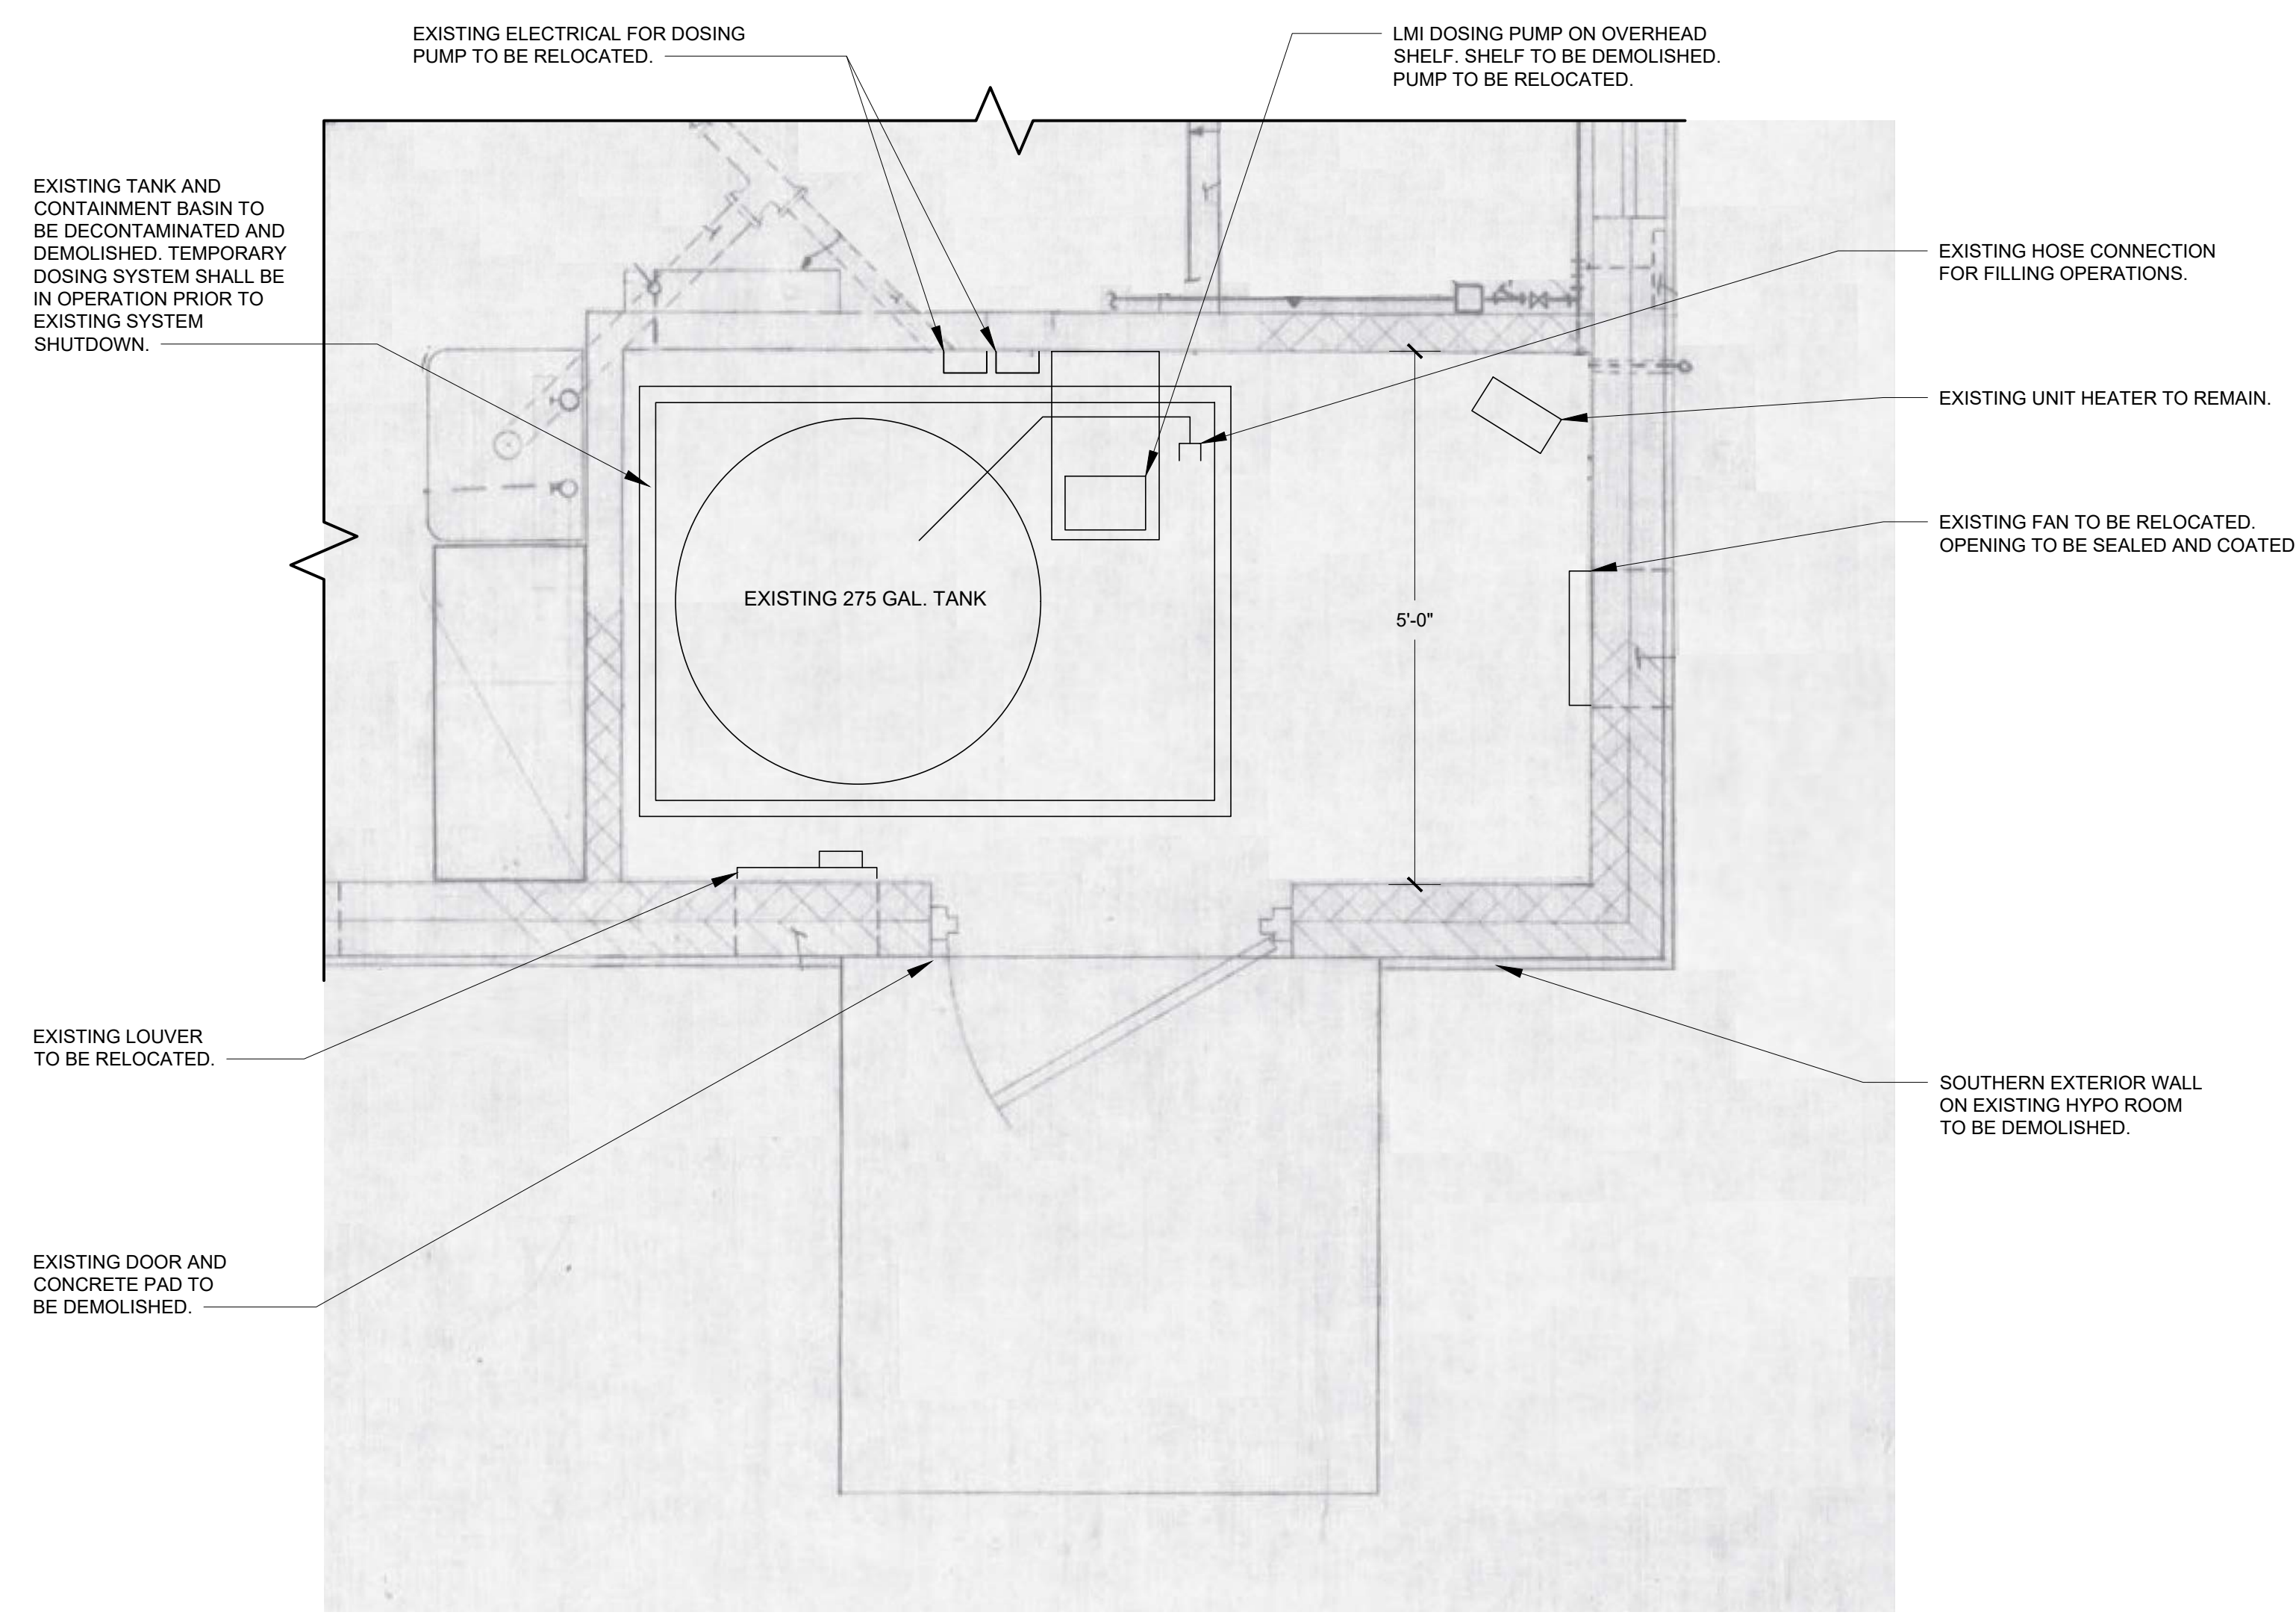 EXISTING ELECTRICAL FOR DOSING
PUMP TO BE RELOCATED.
LMI DOSING PUMP ON OVERHEAD
SHELF. SHELF TO BE DEMOLISHED.
PUMP TO BE RELOCATED.
EXISTING TANK AND
CONTAINMENT BASIN TO
BE DECONTAMINATED AND
DEMOLISHED. TEMPORARY
DOSING SYSTEM SHALL BE
IN OPERATION PRIOR TO
EXISTING SYSTEM
SHUTDOWN.
EXISTING HOSE CONNECTION
FOR FILLING OPERATIONS.
EXISTING UNIT HEATER TO REMAIN.
EXISTING FAN TO BE RELOCATED.
OPENING TO BE SEALED AND COATED
EXISTING 275 GAL. TANK
5'-0"
EXISTING LOUVER
TO BE RELOCATED.
SOUTHERN EXTERIOR WALL
ON EXISTING HYPO ROOM
TO BE DEMOLISHED.
EXISTING DOOR AND
CONCRETE PAD TO
BE DEMOLISHED.